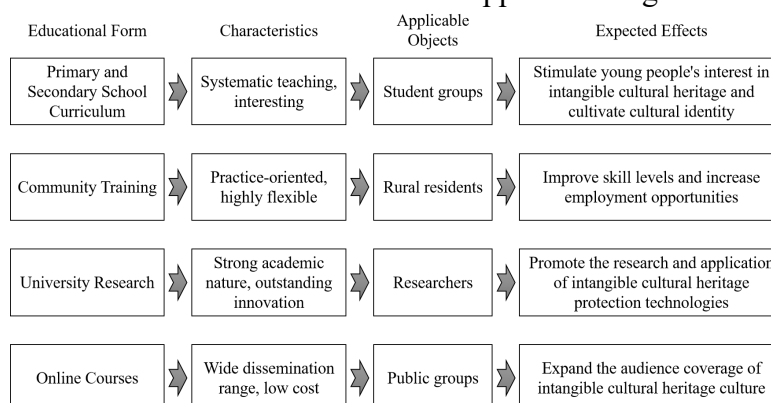 Educational Form
Characteristics
Applicable
Objects
Expected Effects
Primary and
Secondary School
Curriculum
Systematic teaching,
interesting
Student groups
Stimulate young people's interest in
intangible cultural heritage and
cultivate cultural identity
Community Training
Practice-oriented,
highly flexible
Rural residents
Improve skill levels and increase
employment opportunities
University Research
Strong academic
nature, outstanding
innovation
Researchers
Promote the research and application
of intangible cultural heritage
protection technologies
Online Courses
Wide dissemination
range, low cost
Public groups
Expand the audience coverage of
intangible cultural heritage culture